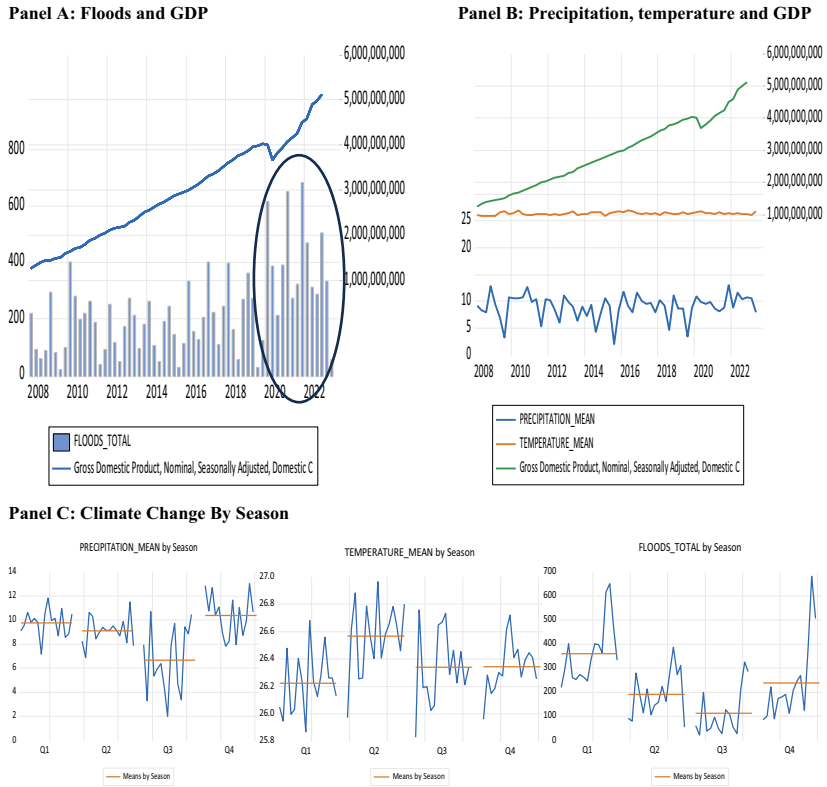 Panel A: Floods and GDP
6,000,000,000
5,000,000,000
4,000,000,000
3,000,000,000
2,000,000,000
1,000,000,000
800
600
400
200
0
2008 2010 2012 2014 2016 2018 2020 2022
FLOODS_TOTAL
Gross Domestic Product, Nominal, Seasonally Adjusted, Domestic C
Panel B: Precipitation, temperature and GDP
6,000,000,000
5,000,000,000
4,000,000,000
3,000,000,000
2,000,000,000
1,000,000,000
25
20
15
10
5
0
2008 2010 2012 2014 2016 2018 2020 2022
PRECIPITATION_MEAN
TEMPERATURE_MEAN
Gross Domestic Product, Nominal, Seasonally Adjusted, Domestic C
Panel C: Climate Change By Season
PRECIPITATION_MEAN by Season
14
12
10
8
6
4
2
0
Q1 Q2 Q3 Q4
Means by Season
TEMPERATURE_MEAN by Season
27.0
26.8
26.6
26.4
26.2
26.0
25.8
Q1 Q2 Q3 Q4
Means by Season
FLOODS_TOTAL by Season
700
600
500
400
300
200
100
0
Q1 Q2 Q3 Q4
Means by Season